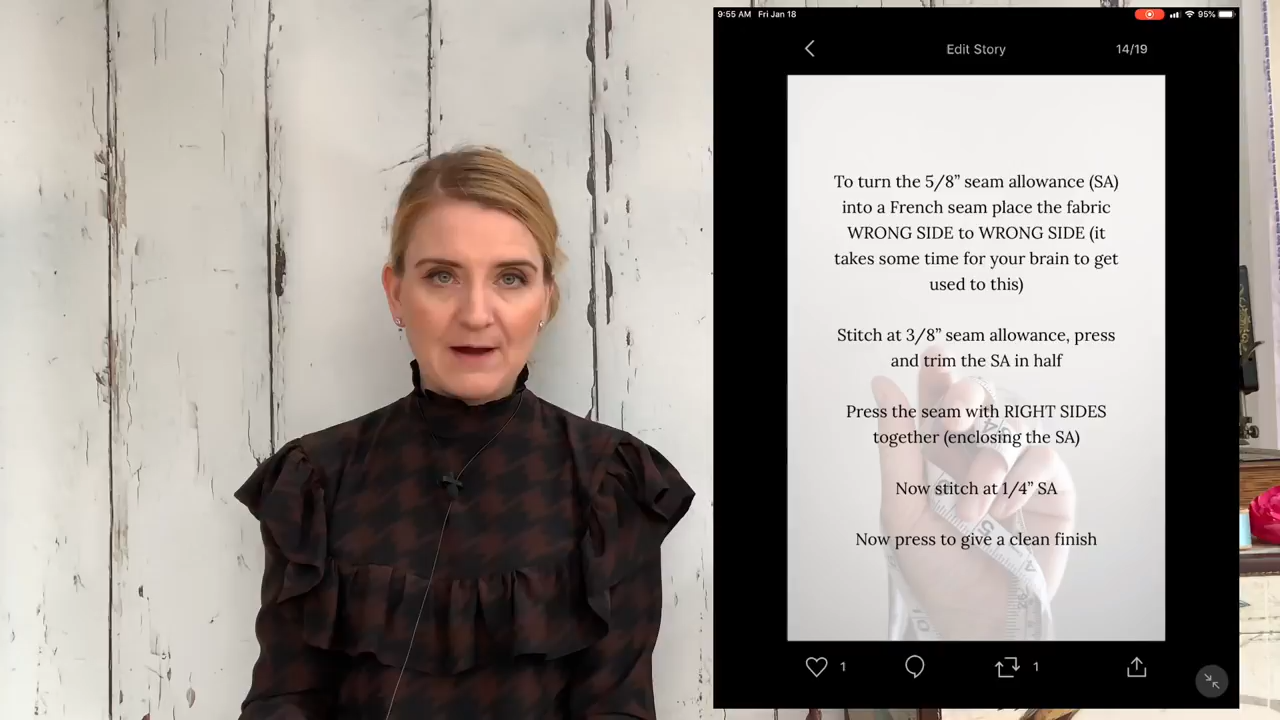 9:55 AM Fri Jan 18
95%
Edit Story
14/19
To turn the 5/8” seam allowance (SA)
into a French seam place the fabric
WRONG SIDE to WRONG SIDE (it
takes some time for your brain to get
used to this)
Stitch at 3/8” seam allowance, press
and trim the SA in half
Press the seam with RIGHT SIDES
together (enclosing the SA)
Now stitch at 1/4” SA
Now press to give a clean finish
1
1